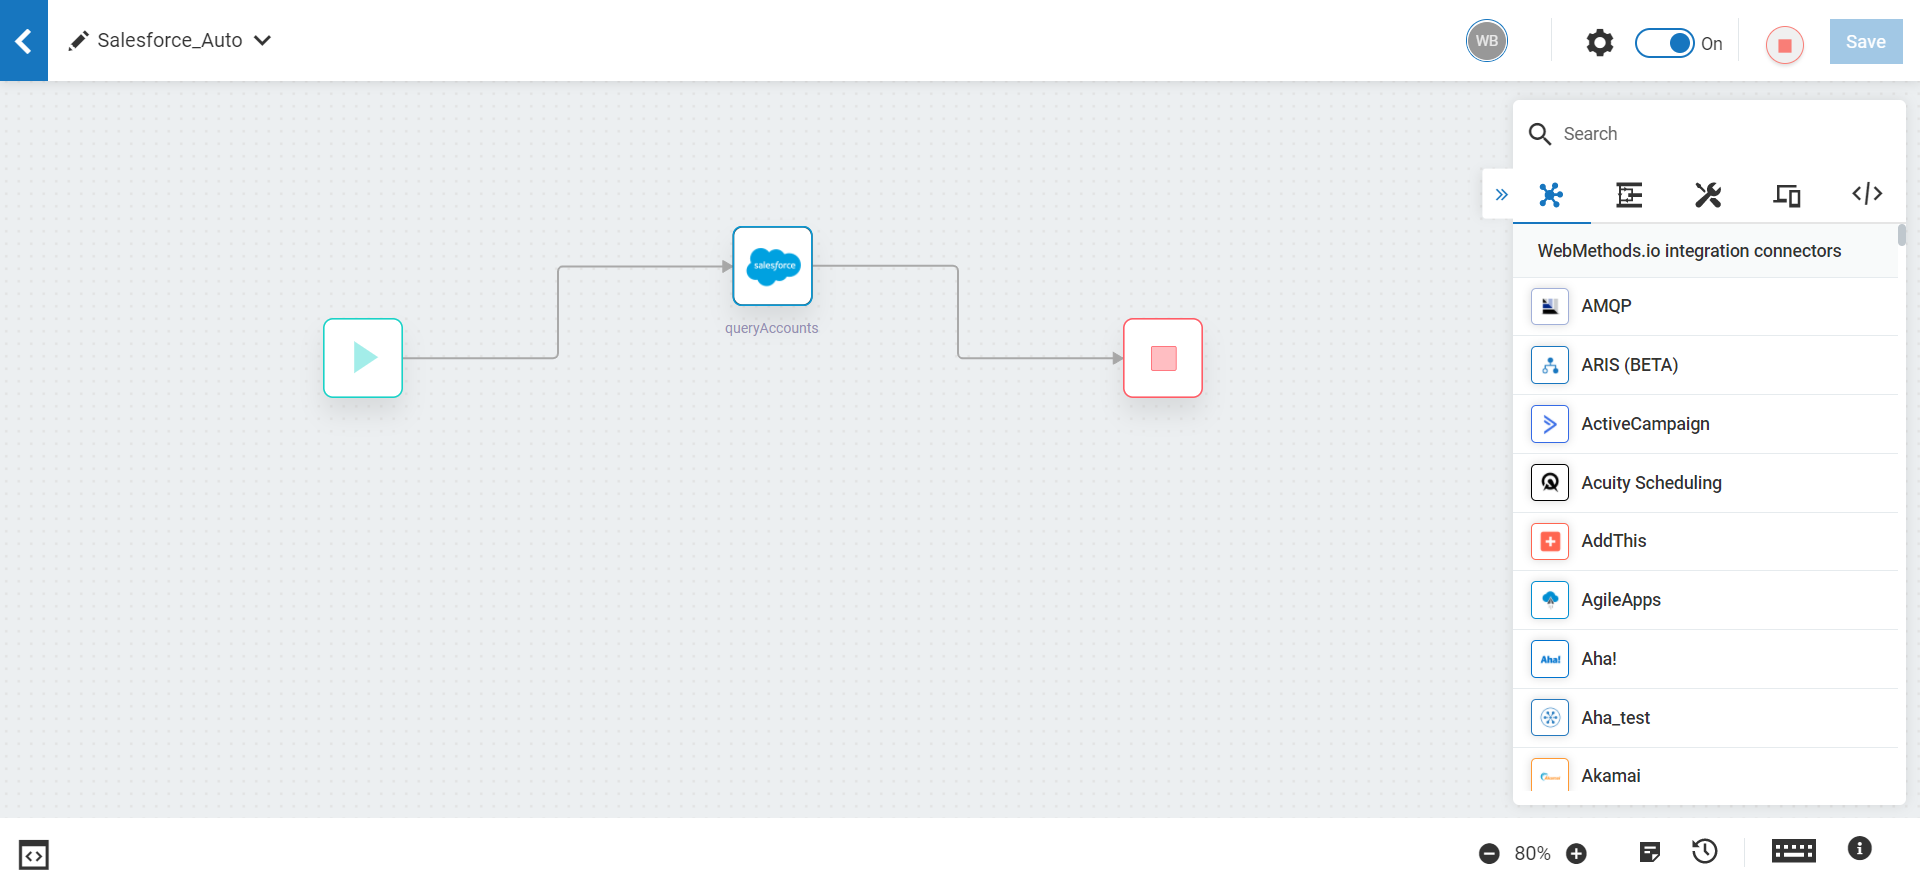 Salesforce_Auto
WB
On
Save
Search
WebMethods.io integration connectors
AMQP
ARIS (BETA)
ActiveCampaign
Acuity Scheduling
AddThis
AgileApps
Aha!
Aha!
Aha_test
Akamai
salesforce
queryAccounts
80%